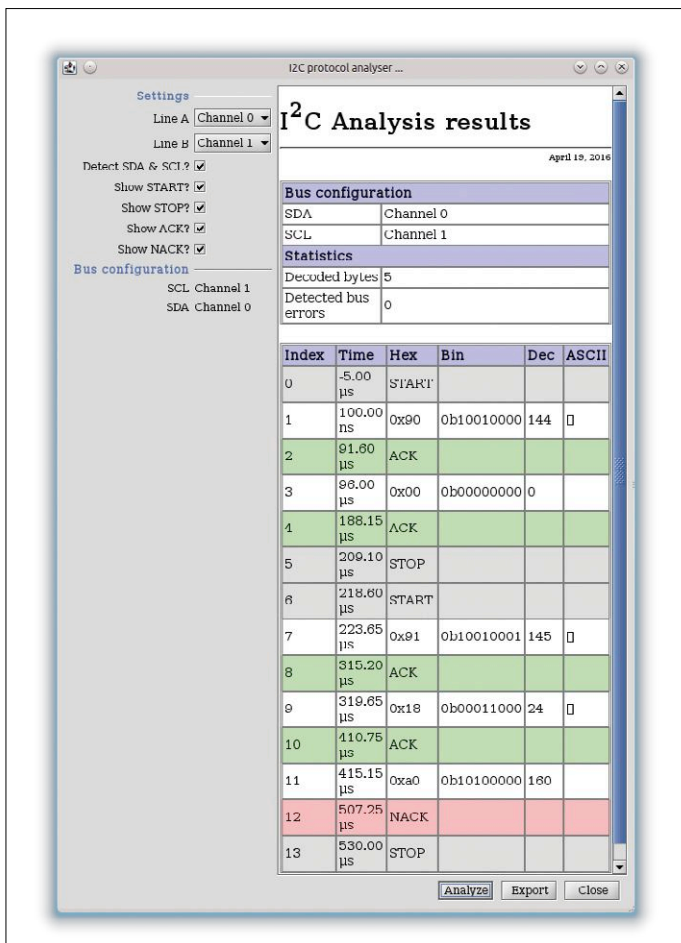 I2C protocol analyser ...
Settings
Line A Channel 0
Line B Channel 1
Detect SDA & SCL?
Show START?
Show STOP?
Show ACK?
Show NACK?
Bus configuration
SCL Channel 1
SDA Channel 0
I2C Analysis results
April 19, 2016
Bus configuration
SDA Channel 0
SCL Channel 1
Statistics
Decoded bytes 5
Detected bus
errors 0
Index Time Hex Bin Dec ASCII
0 -5.00 µs START
1 100.00 ns 0x90 0b10010000 144
2 91.60 µs ACK
3 96.00 µs 0x00 0b00000000 0
4 188.15 µs ACK
5 209.10 µs STOP
6 218.60 µs START
7 223.65 µs 0x91 0b10010001 145
8 315.20 µs ACK
9 319.65 µs 0x18 0b00011000 24
10 410.75 µs ACK
11 415.15 µs 0xa0 0b10100000 160
12 507.25 µs NACK
13 530.00 µs STOP
Analyze Export Close